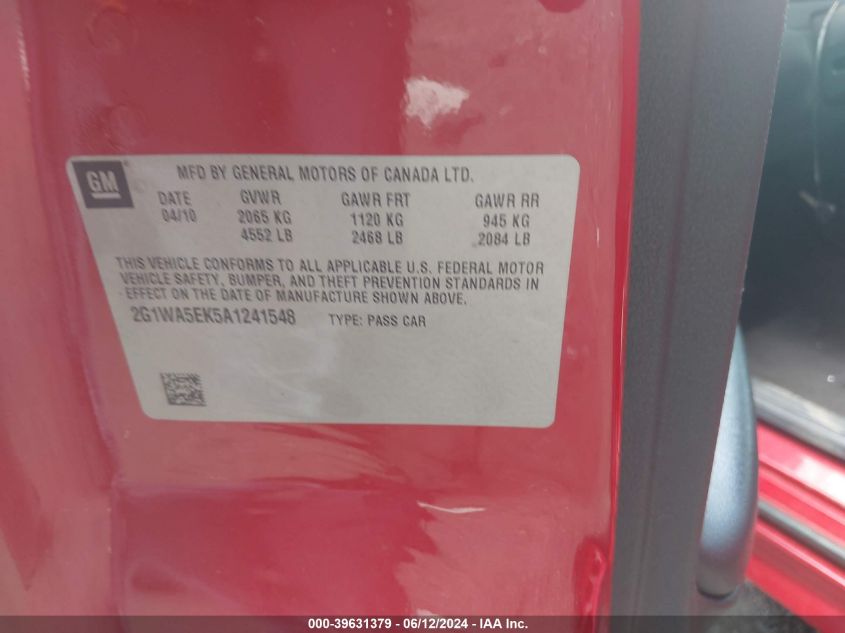 GM
MFD BY GENERAL MOTORS OF CANADA LTD.
DATE GVWR GAWR FRT GAWR RR
04/10 2065 KG 1120 KG 945 KG
4552 LB 2468 LB 2084 LB
THIS VEHICLE CONFORMS TO ALL APPLICABLE U.S. FEDERAL MOTOR
VEHICLE SAFETY, BUMPER, AND THEFT PREVENTION STANDARDS IN
EFFECT ON THE DATE OF MANUFACTURE SHOWN ABOVE.
2G1WA5EK5A1241548 TYPE: PASS CAR
000-39631379 - 06/12/2024 - IAA Inc.